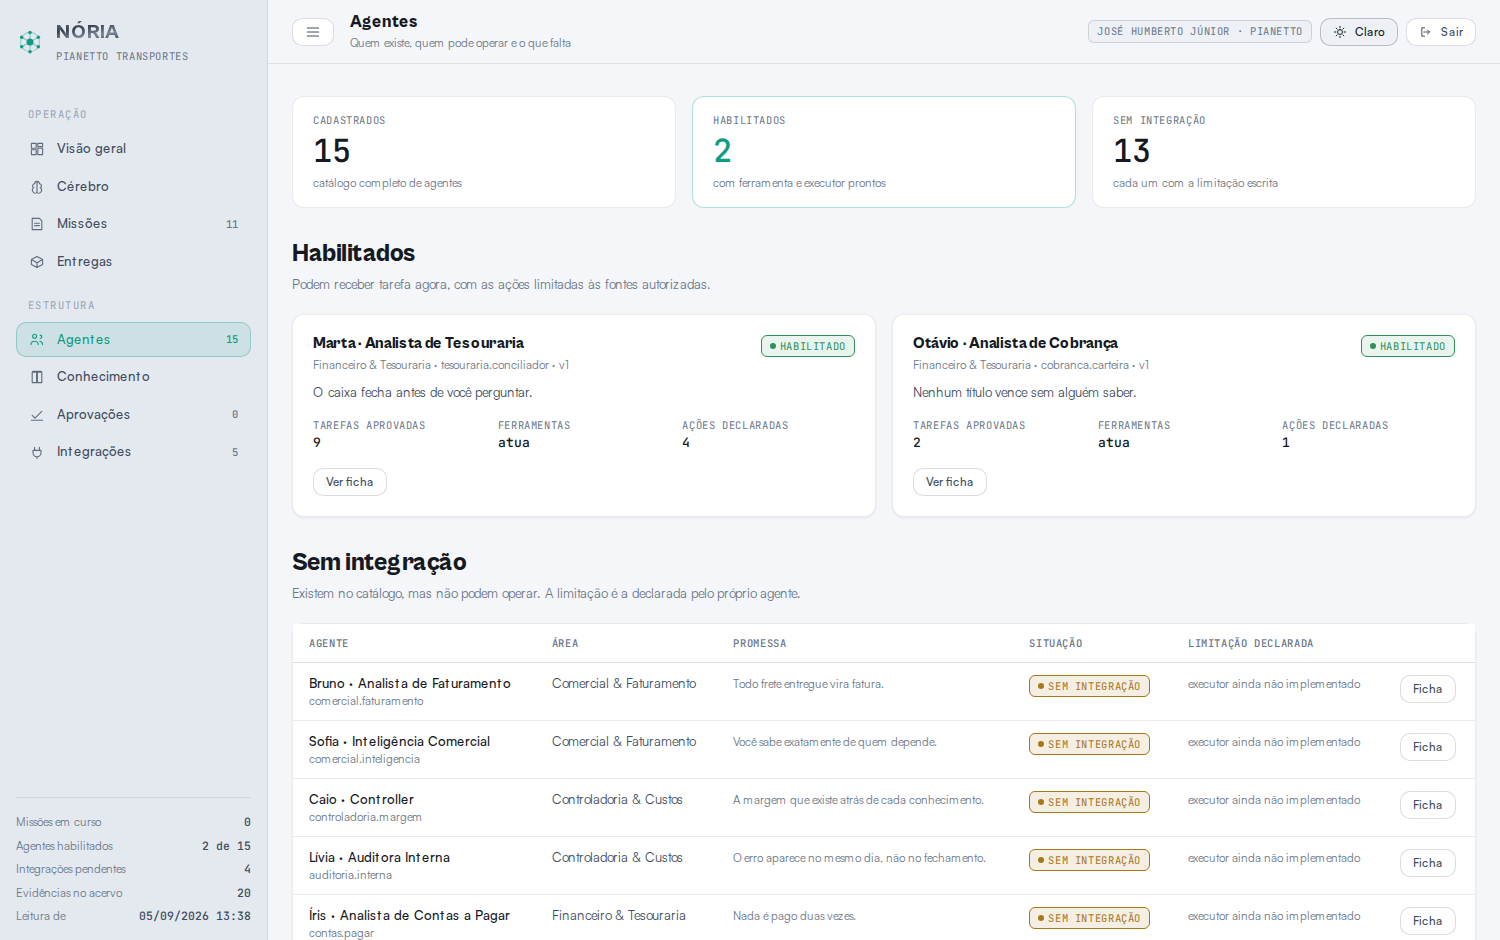 NÓRIA
PIANETTO TRANSPORTES
OPERAÇÃO
Visão geral
Cérebro
Missões 11
Entregas
ESTRUTURA
Agentes 15
Conhecimento
Aprovações 0
Integrações 5
Missões em curso 0
Agentes habilitados 2 de 15
Integrações pendentes 4
Evidências no acervo 20
Leitura de 05/09/2026 13:38
Agentes
Quem existe, quem pode operar e o que falta
JOSÉ HUMBERTO JÚNIOR · PIANETTO
Claro
Sair
CADASTRADOS
15
catálogo completo de agentes
HABILITADOS
2
com ferramenta e executor prontos
SEM INTEGRAÇÃO
13
cada um com a limitação escrita
Habilitados
Podem receber tarefa agora, com as ações limitadas às fontes autorizadas.
Marta · Analista de Tesouraria
HABILITADO
Financeiro & Tesouraria · tesouraria.conciliador · v1
O caixa fecha antes de você perguntar.
TAREFAS APROVADAS FERRAMENTAS AÇÕES DECLARADAS
9 atua 4
Ver ficha
Otávio · Analista de Cobrança
HABILITADO
Financeiro & Tesouraria · cobranca.carteira · v1
Nenhum título vence sem alguém saber.
TAREFAS APROVADAS FERRAMENTAS AÇÕES DECLARADAS
2 atua 1
Ver ficha
Sem integração
Existem no catálogo, mas não podem operar. A limitação é a declarada pelo próprio agente.
AGENTE ÁREA PROMESSA SITUAÇÃO LIMITAÇÃO DECLARADA
Bruno · Analista de Faturamento Comercial & Faturamento Todo frete entregue vira fatura. SEM INTEGRAÇÃO executor ainda não implementado Ficha
comercial.faturamento
Sofia · Inteligência Comercial Comercial & Faturamento Você sabe exatamente de quem depende. SEM INTEGRAÇÃO executor ainda não implementado Ficha
comercial.inteligencia
Caio · Controller Controladoria & Custos A margem que existe atrás de cada conhecimento. SEM INTEGRAÇÃO executor ainda não implementado Ficha
controladoria.margem
Lívia · Auditora Interna Controladoria & Custos O erro aparece no mesmo dia, não no fechamento. SEM INTEGRAÇÃO executor ainda não implementado Ficha
auditoria.interna
Íris · Analista de Contas a Pagar Financeiro & Tesouraria Nada é pago duas vezes. SEM INTEGRAÇÃO executor ainda não implementado Ficha
contas.pagar